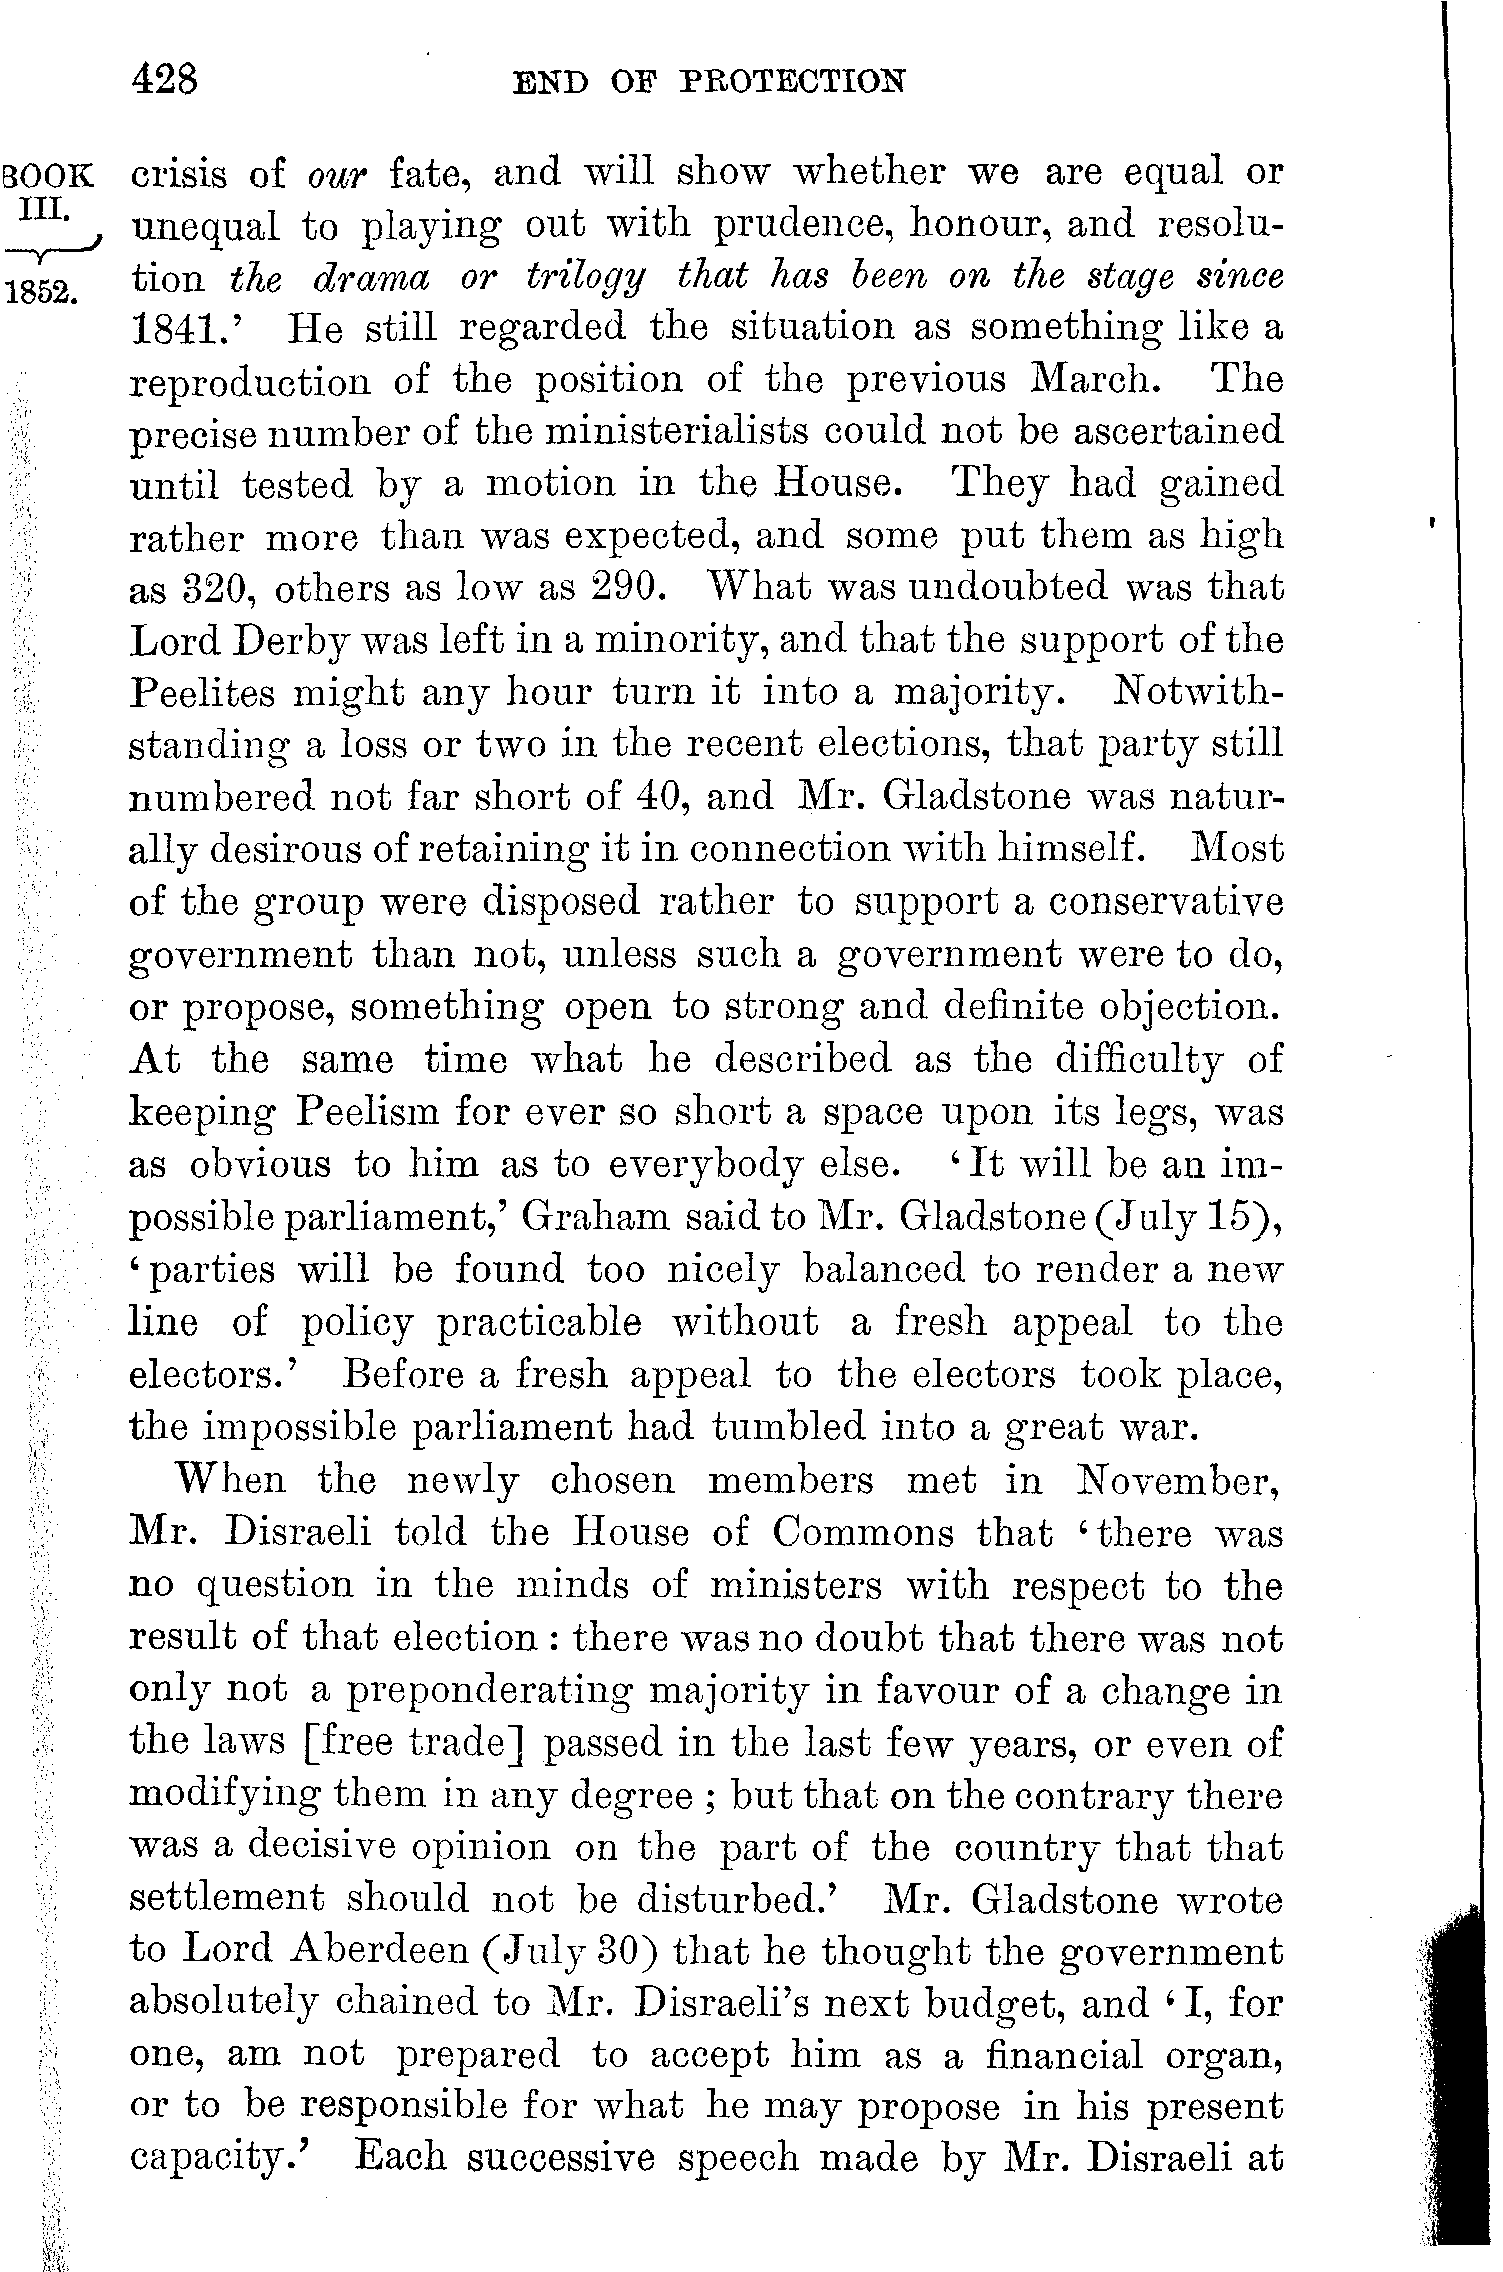 428 END OF PROTECTION
BOOK
III.
1852.
crisis of our fate, and will show whether we are equal or
unequal to playing out with prudence, honour, and resolu-
tion the drama or trilogy that has been on the stage since
1841.’ He still regarded the situation as something like a
reproduction of the position of the previous March. The
precise number of the ministerialists could not be ascertained
until tested by a motion in the House. They had gained
rather more than was expected, and some put them as high
as 320, others as low as 290. What was undoubted was that
Lord Derby was left in a minority, and that the support of the
Peelites might any hour turn it into a majority. Notwith-
standing a loss or two in the recent elections, that party still
numbered not far short of 40, and Mr. Gladstone was natur-
ally desirous of retaining it in connection with himself. Most
of the group were disposed rather to support a conservative
government than not, unless such a government were to do,
or propose, something open to strong and definite objection.
At the same time what he described as the difficulty of
keeping Peelism for ever so short a space upon its legs, was
as obvious to him as to everybody else. ‘It will be an im-
possible parliament,’ Graham said to Mr. Gladstone (July 15),
‘parties will be found too nicely balanced to render a new
line of policy practicable without a fresh appeal to the
electors.’ Before a fresh appeal to the electors took place,
the impossible parliament had tumbled into a great war.
When the newly chosen members met in November,
Mr. Disraeli told the House of Commons that ‘there was
no question in the minds of ministers with respect to the
result of that election : there was no doubt that there was not
only not a preponderating majority in favour of a change in
the laws [free trade] passed in the last few years, or even of
modifying them in any degree ; but that on the contrary there
was a decisive opinion on the part of the country that that
settlement should not be disturbed.’ Mr. Gladstone wrote
to Lord Aberdeen (July 30) that he thought the government
absolutely chained to Mr. Disraeli’s next budget, and ‘I, for
one, am not prepared to accept him as a financial organ,
or to be responsible for what he may propose in his present
capacity.’ Each successive speech made by Mr. Disraeli at